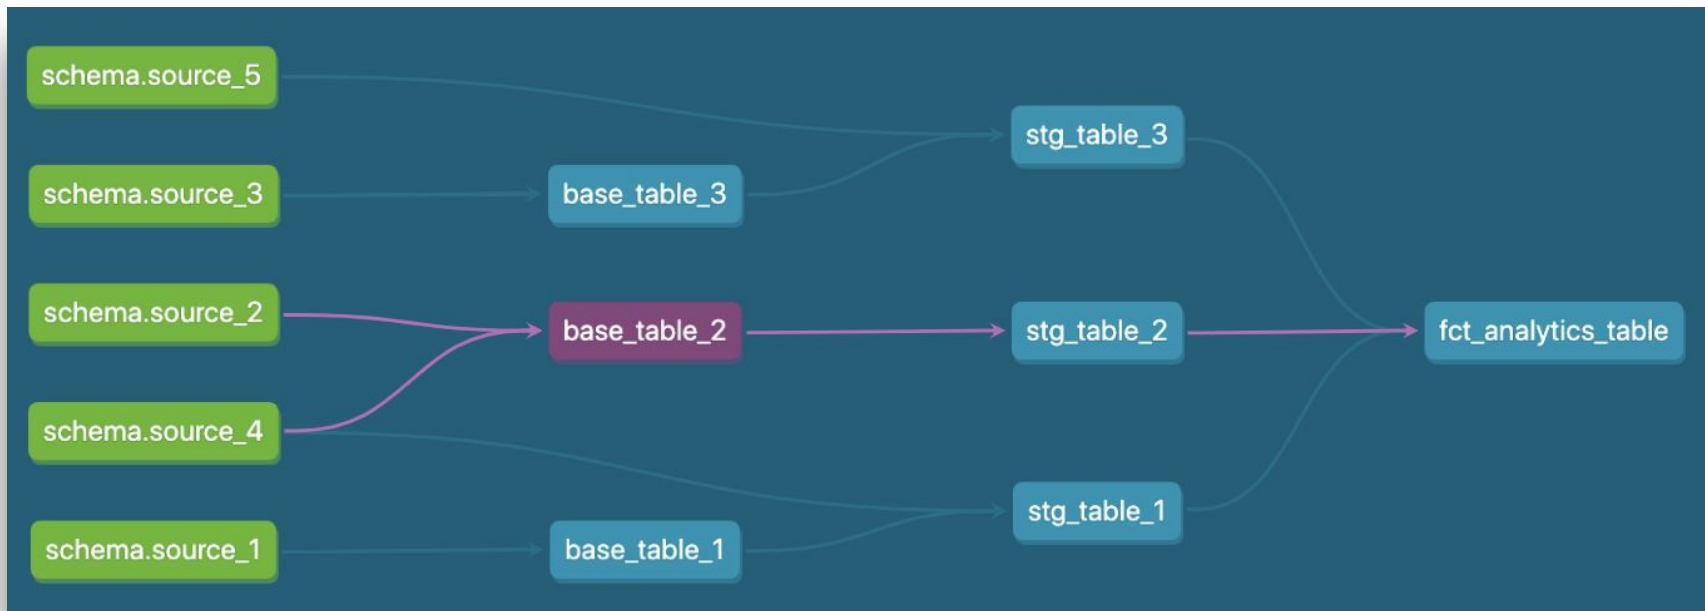 schema.source_5
schema.source_3
schema.source_2
schema.source_4
schema.source_1
base_table_3
base_table_2
base_table_1
stg_table_3
stg_table_2
stg_table_1
fct_analytics_table